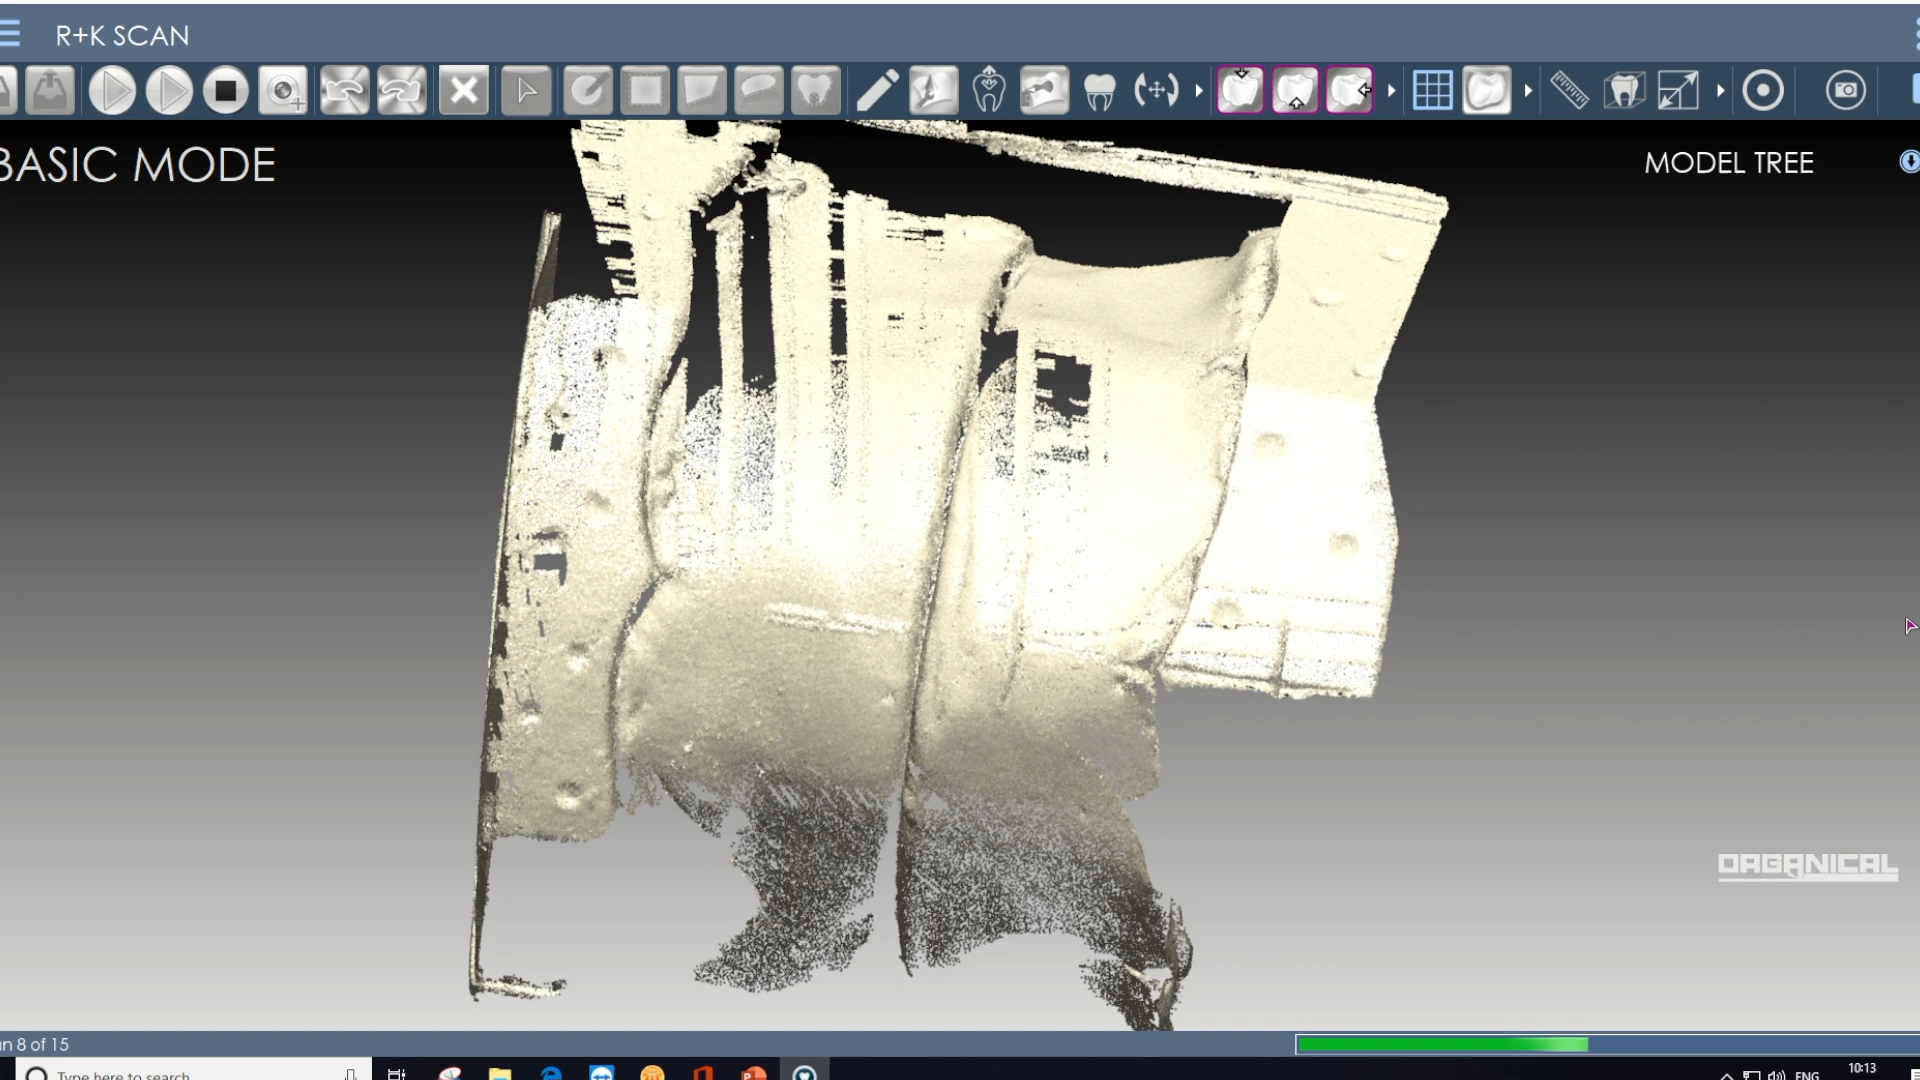 R+K SCAN
BASIC MODE
MODEL TREE
ORGANICAL
n 8 of 15
Type here to search
ENG
10:13